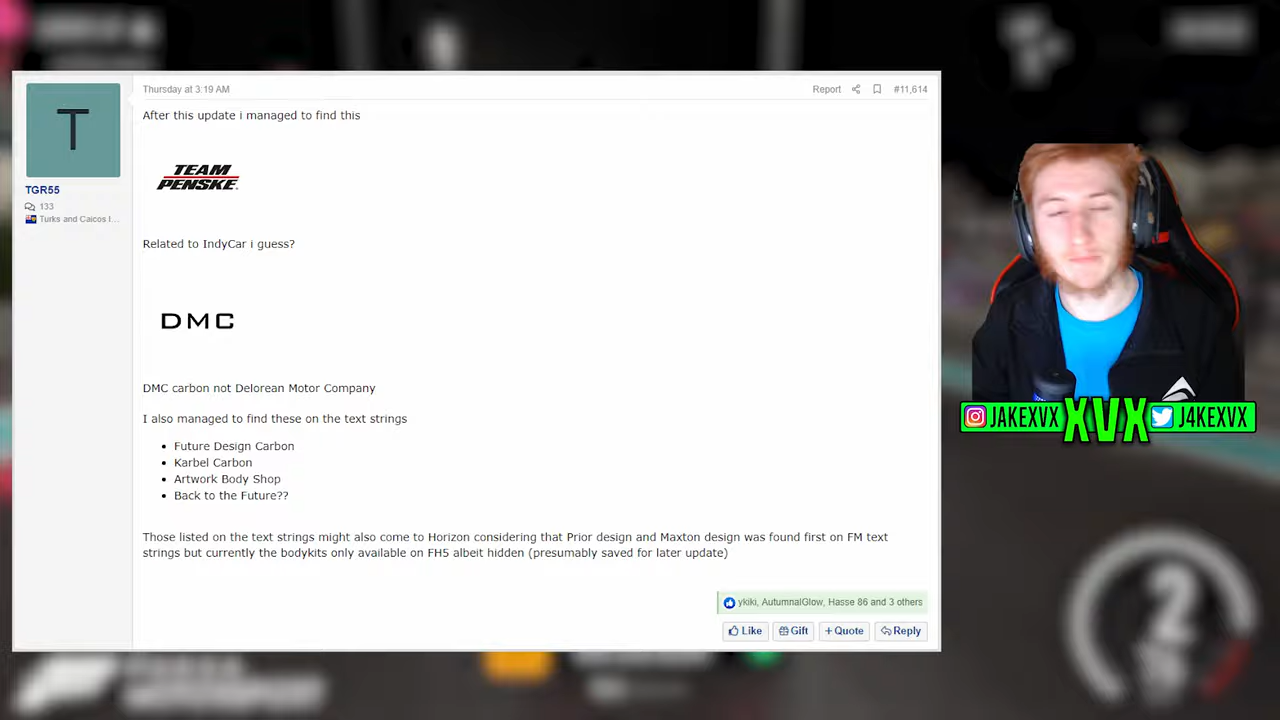 Thursday at 3:19 AM
Report
#11,614
T
TGR55
133
Turks and Caicos I...
After this update i managed to find this
TEAM
PENSKE
Related to IndyCar i guess?
DMC
DMC carbon not Delorean Motor Company
I also managed to find these on the text strings
• Future Design Carbon
• Karbel Carbon
• Artwork Body Shop
• Back to the Future??
Those listed on the text strings might also come to Horizon considering that Prior design and Maxton design was found first on FM text
strings but currently the bodykits only available on FH5 albeit hidden (presumably saved for later update)
ykiki, AutumnalGlow, Hasse 86 and 3 others
Like
Gift
+Quote
Reply
JAKEXVX
XVX
J4KEXVX
2